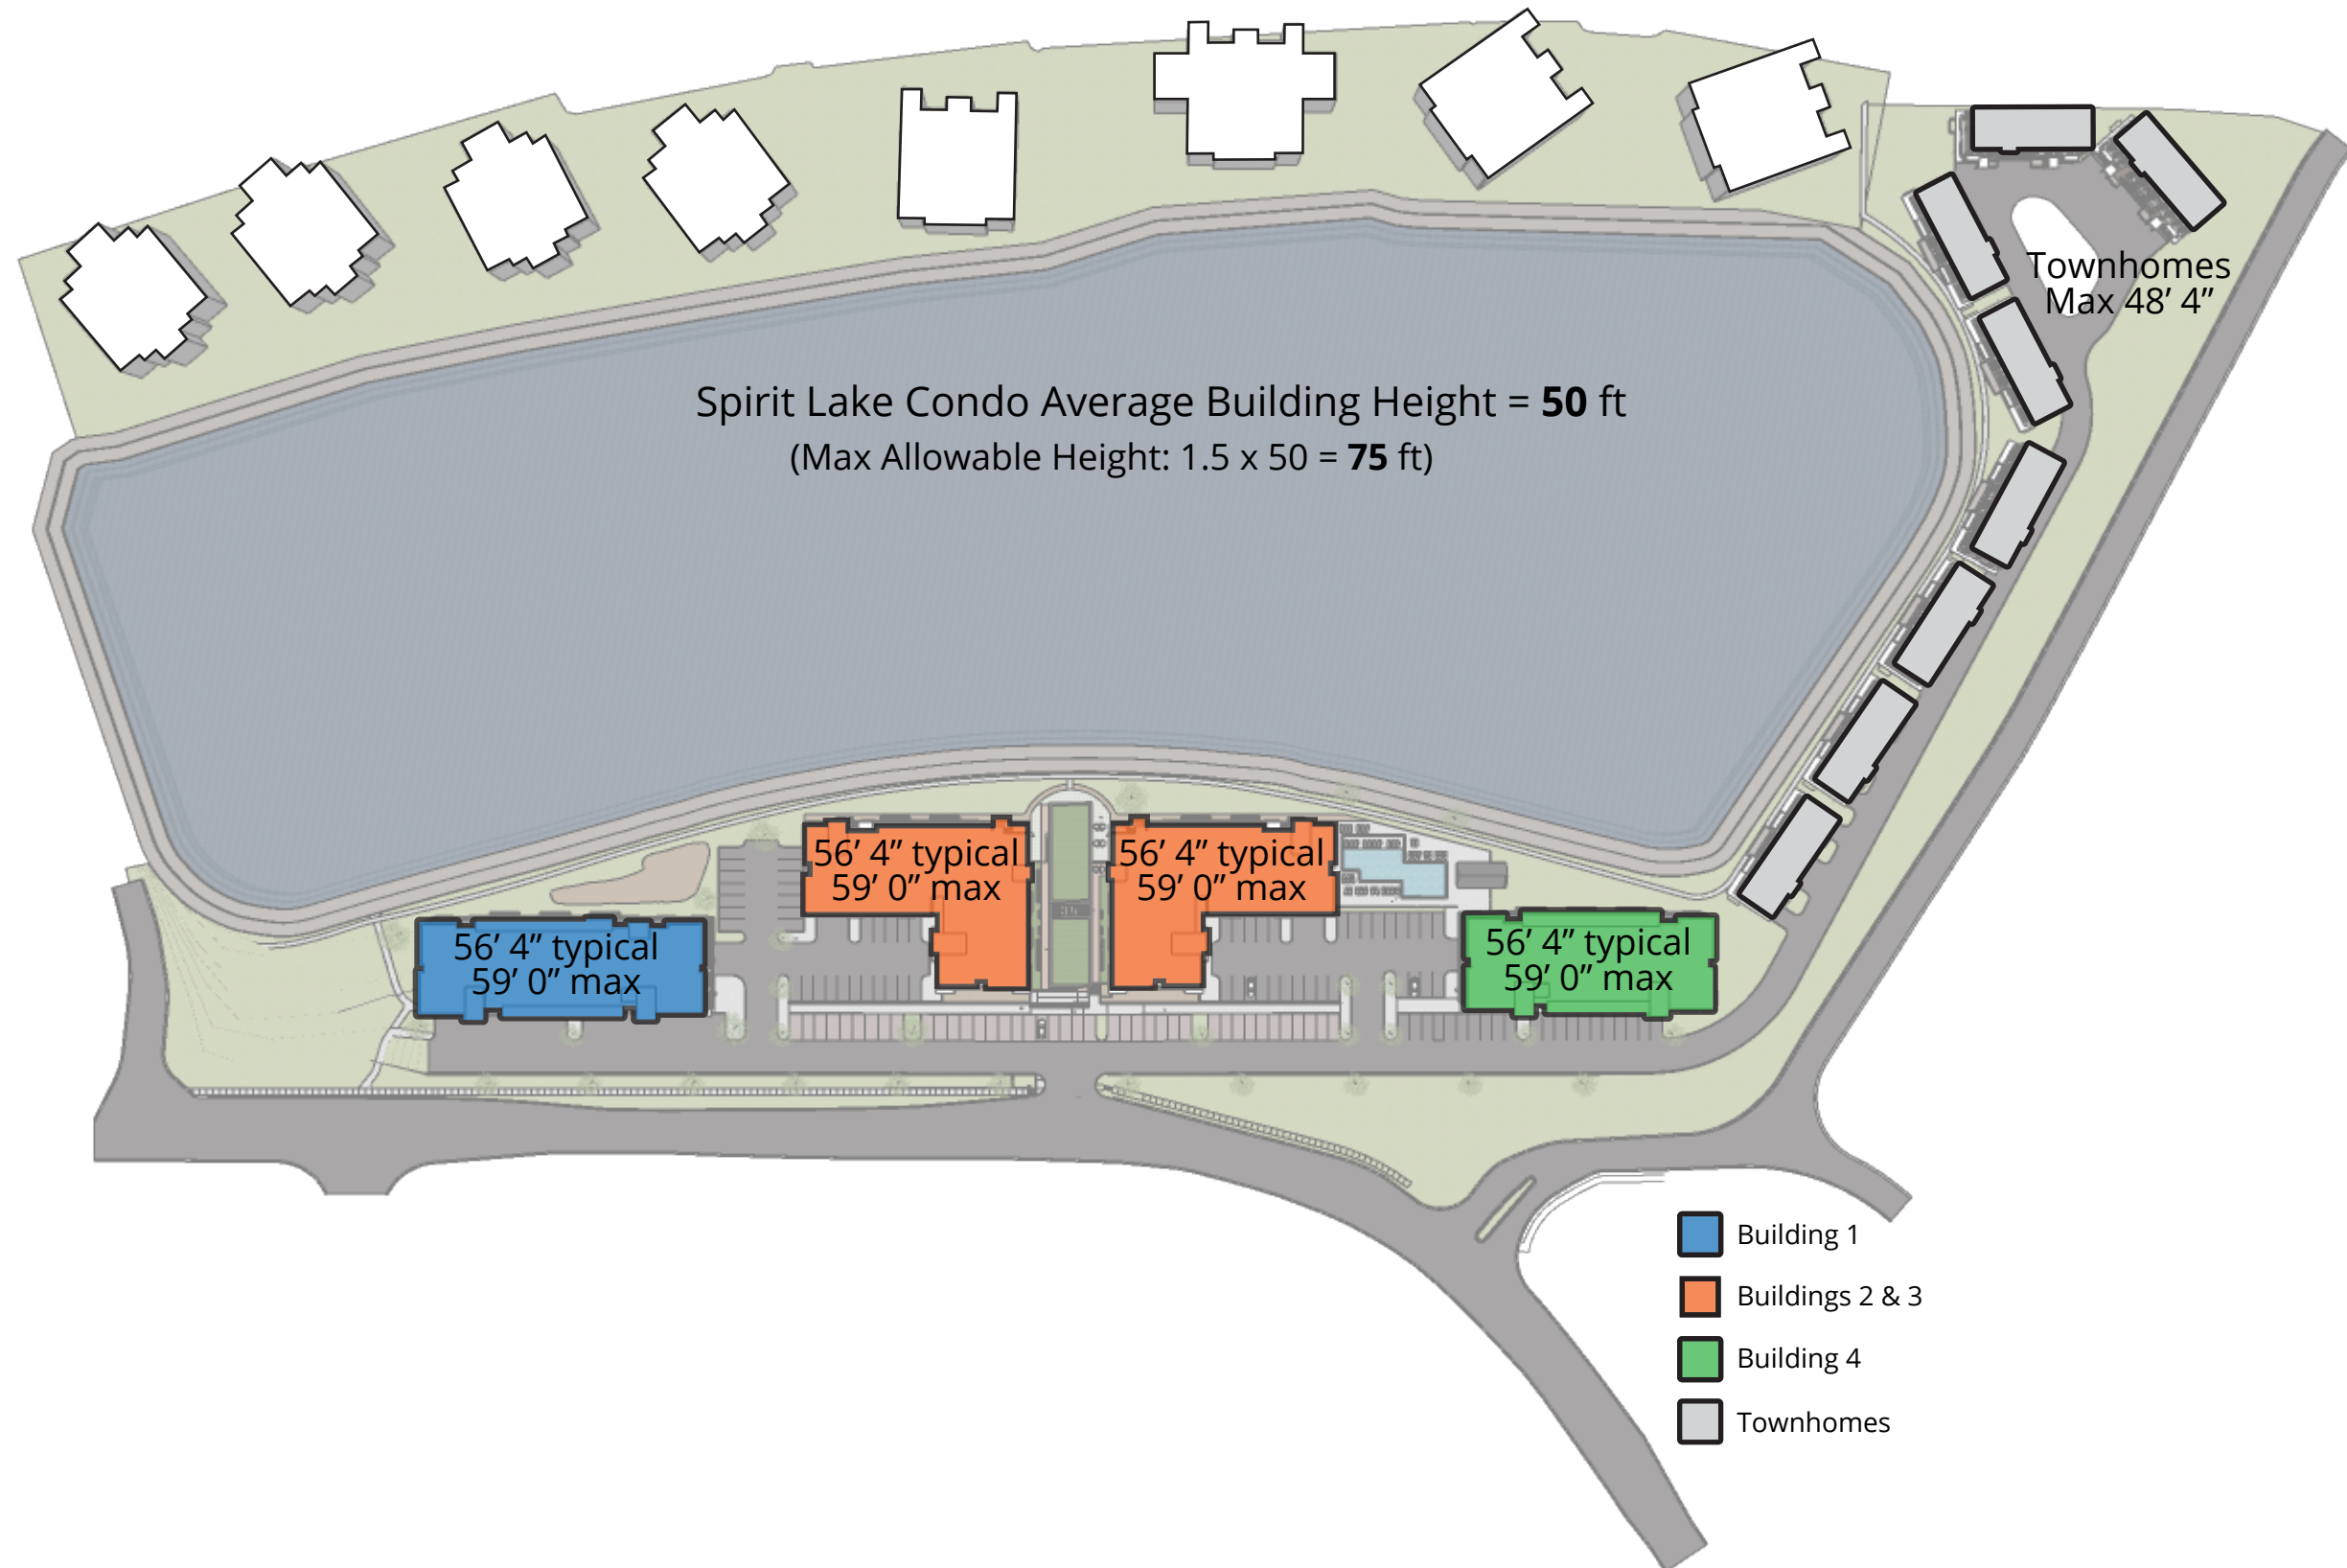 Townhomes
Max 48’ 4”
Spirit Lake Condo Average Building Height = 50 ft
(Max Allowable Height: 1.5 x 50 = 75 ft)
56’ 4” typical
59’ 0” max
56’ 4” typical
59’ 0” max
56’ 4” typical
59’ 0” max
56’ 4” typical
59’ 0” max
Building 1
Buildings 2 & 3
Building 4
Townhomes